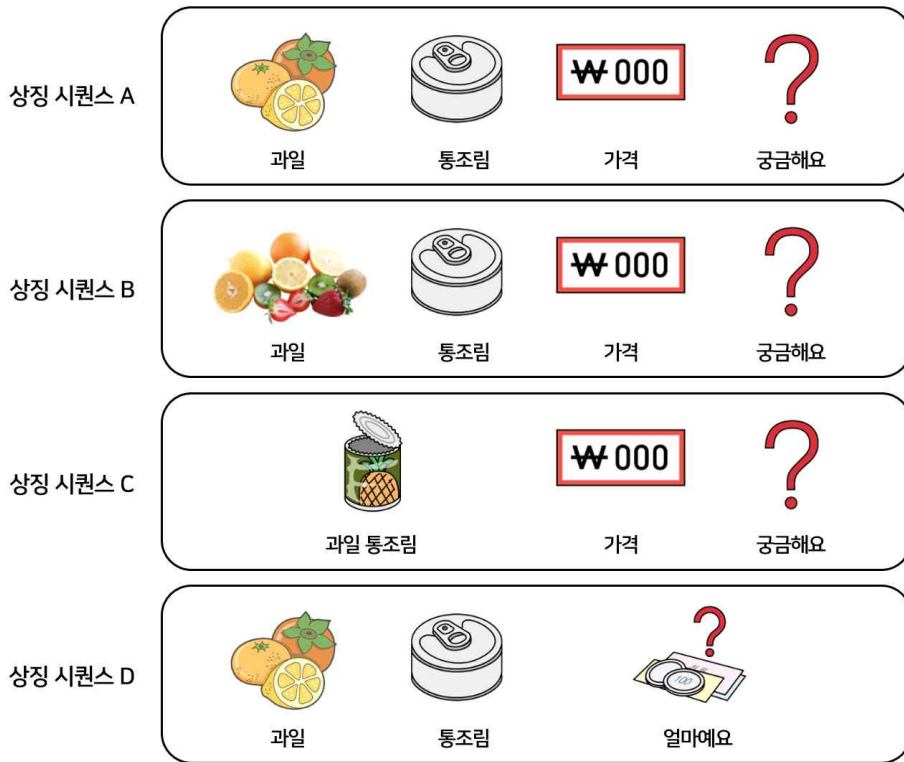 상징 시퀀스 A
₩ 000
과일 통조림 가격 궁금해요
상징 시퀀스 B
₩ 000
과일 통조림 가격 궁금해요
상징 시퀀스 C
₩ 000
과일 통조림 가격 궁금해요
상징 시퀀스 D
100
과일 통조림 얼마예요